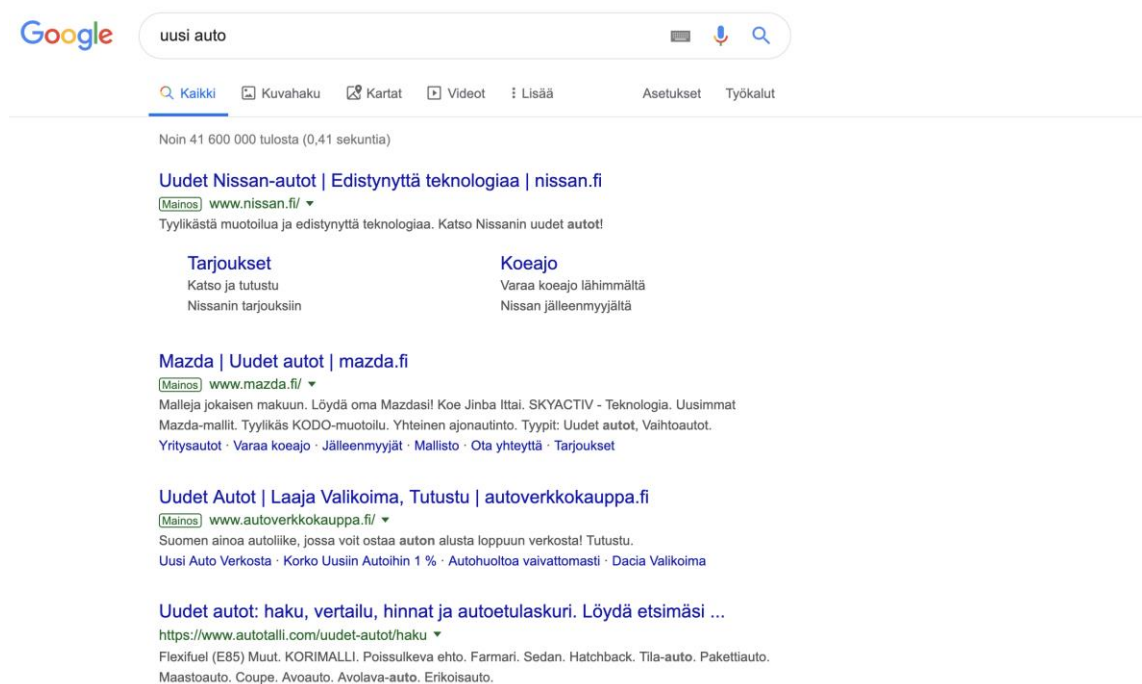 Google
uusi auto
Kaikki Kuvahaku Kartat Videot Lisää Asetukset Työkalut
Noin 41 600 000 tulosta (0,41 sekuntia)
Uudet Nissan-autot | Edistynyttä teknologiaa | nissan.fi
Mainos www.nissan.fi/
Tyylikästä muotoilua ja edistynyttä teknologiaa. Katso Nissanin uudet autot!
Tarjoukset
Katso ja tutustu
Nissanin tarjouksiin
Koeajo
Varaa koeajo lähimmältä
Nissan jälleenmyyjältä
Mazda | Uudet autot | mazda.fi
Mainos www.mazda.fi/
Malleja jokaisen makuun. Löydä oma Mazdasi! Koe Jinba Ittai. SKYACTIV - Teknologia. Uusimmat
Mazda-mallit. Tyylikäs KODO-muotoilu. Yhteinen ajonautinto. Tyypit: Uudet autot, Vaihtoautot.
Yritysautot · Varaa koeajo · Jälleenmyyjät · Mallisto · Ota yhteyttä · Tarjoukset
Uudet Autot | Laaja Valikoima, Tutustu | autoverkkokauppa.fi
Mainos www.autoverkkokauppa.fi/
Suomen ainoa autoliike, jossa voit ostaa auton alusta loppuun verkosta! Tutustu.
Uusi Auto Verkosta · Korko Uusiin Autoihin 1 % · Autohuoltoa vaivattomasti · Dacia Valikoima
Uudet autot: haku, vertailu, hinnat ja autoetulaskuri. Löydä etsimäsi ...
https://www.autotalli.com/uudet-autot/haku
Flexifuel (E85) Muut. KORIMALLI. Poissulkeva ehto. Farmari. Sedan. Hatchback. Tila-auto. Pakettiauto.
Maastoauto. Coupe. Avoauto. Avolava-auto. Erikoisauto.